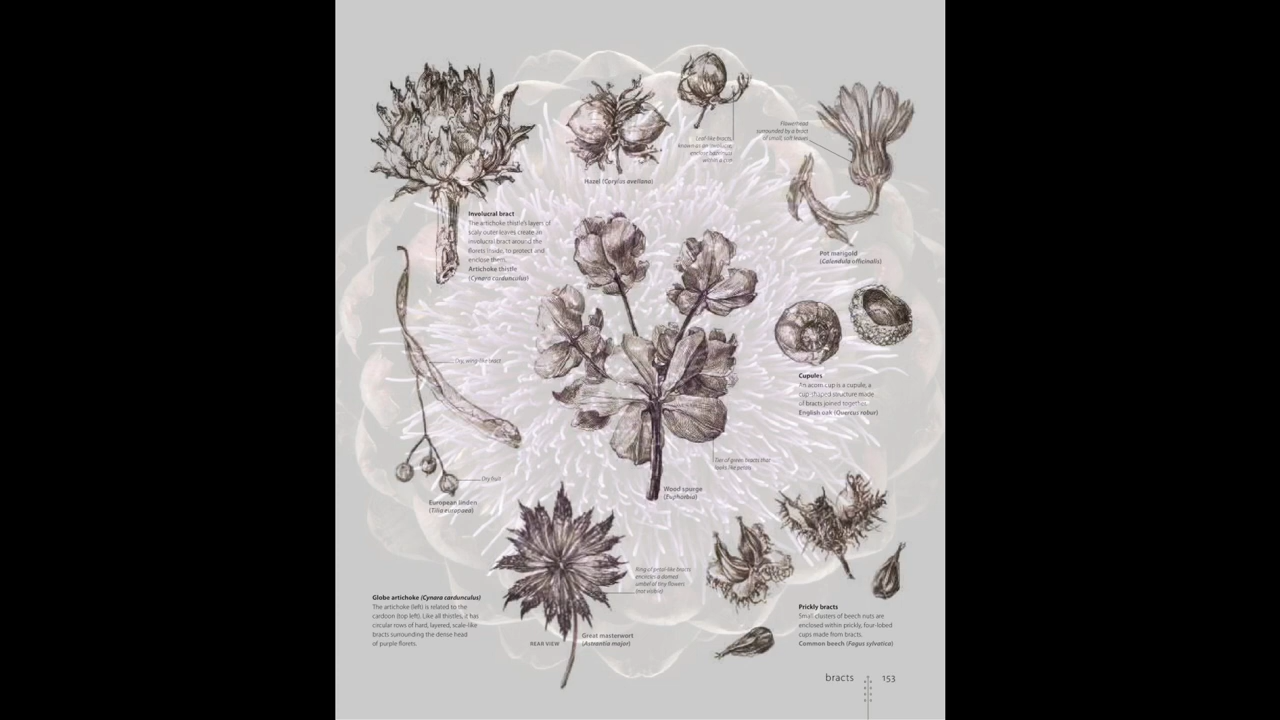 Leaf-like bracts,
known as an involucre,
enclose hazelnut
within a cup
Hazel (Corylus avellana)
Flowerhead
surrounded by a bract
of small, soft leaves
Pot marigold
(Calendula officinalis)
Involucral bract
The artichoke thistle's layers of
scaly outer leaves create an
involucral bract around the
florets inside, to protect and
enclose them.
Artichoke thistle
(Cynara cardunculus)
Dry, wing-like bract
Dry fruit
European linden
(Tilia europaea)
Cupules
An acorn cup is a cupule, a
cup-shaped structure made
of bracts joined together.
English oak (Quercus robur)
Tier of green bracts that
looks like petals
Wood spurge
(Euphorbia)
Ring of petal-like bracts
encircles a domed
umbel of tiny flowers
(not visible)
REAR VIEW
Great masterwort
(Astrantia major)
Globe artichoke (Cynara cardunculus)
The artichoke (left) is related to the
cardoon (top left). Like all thistles, it has
circular rows of hard, layered, scale-like
bracts surrounding the dense head
of purple florets.
Prickly bracts
Small clusters of beech nuts are
enclosed within prickly, four-lobed
cups made from bracts.
Common beech (Fagus sylvatica)
bracts 153